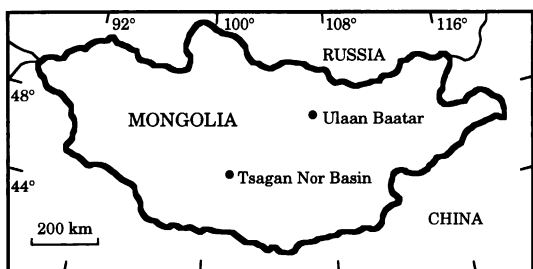 92° 100° 108° 116°
RUSSIA
48°
MONGOLIA
Ulaan Baatar
44°
Tsagan Nor Basin
200 km
CHINA